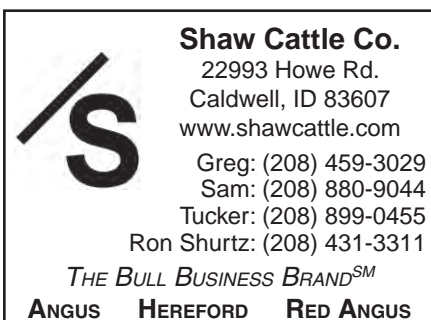 Shaw Cattle Co.
22993 Howe Rd.
Caldwell, ID 83607
www.shawcattle.com
/S
Greg: (208) 459-3029
Sam: (208) 880-9044
Tucker: (208) 899-0455
Ron Shurtz: (208) 431-3311
THE BULL BUSINESS BRAND℠
ANGUS HEREFORD RED ANGUS